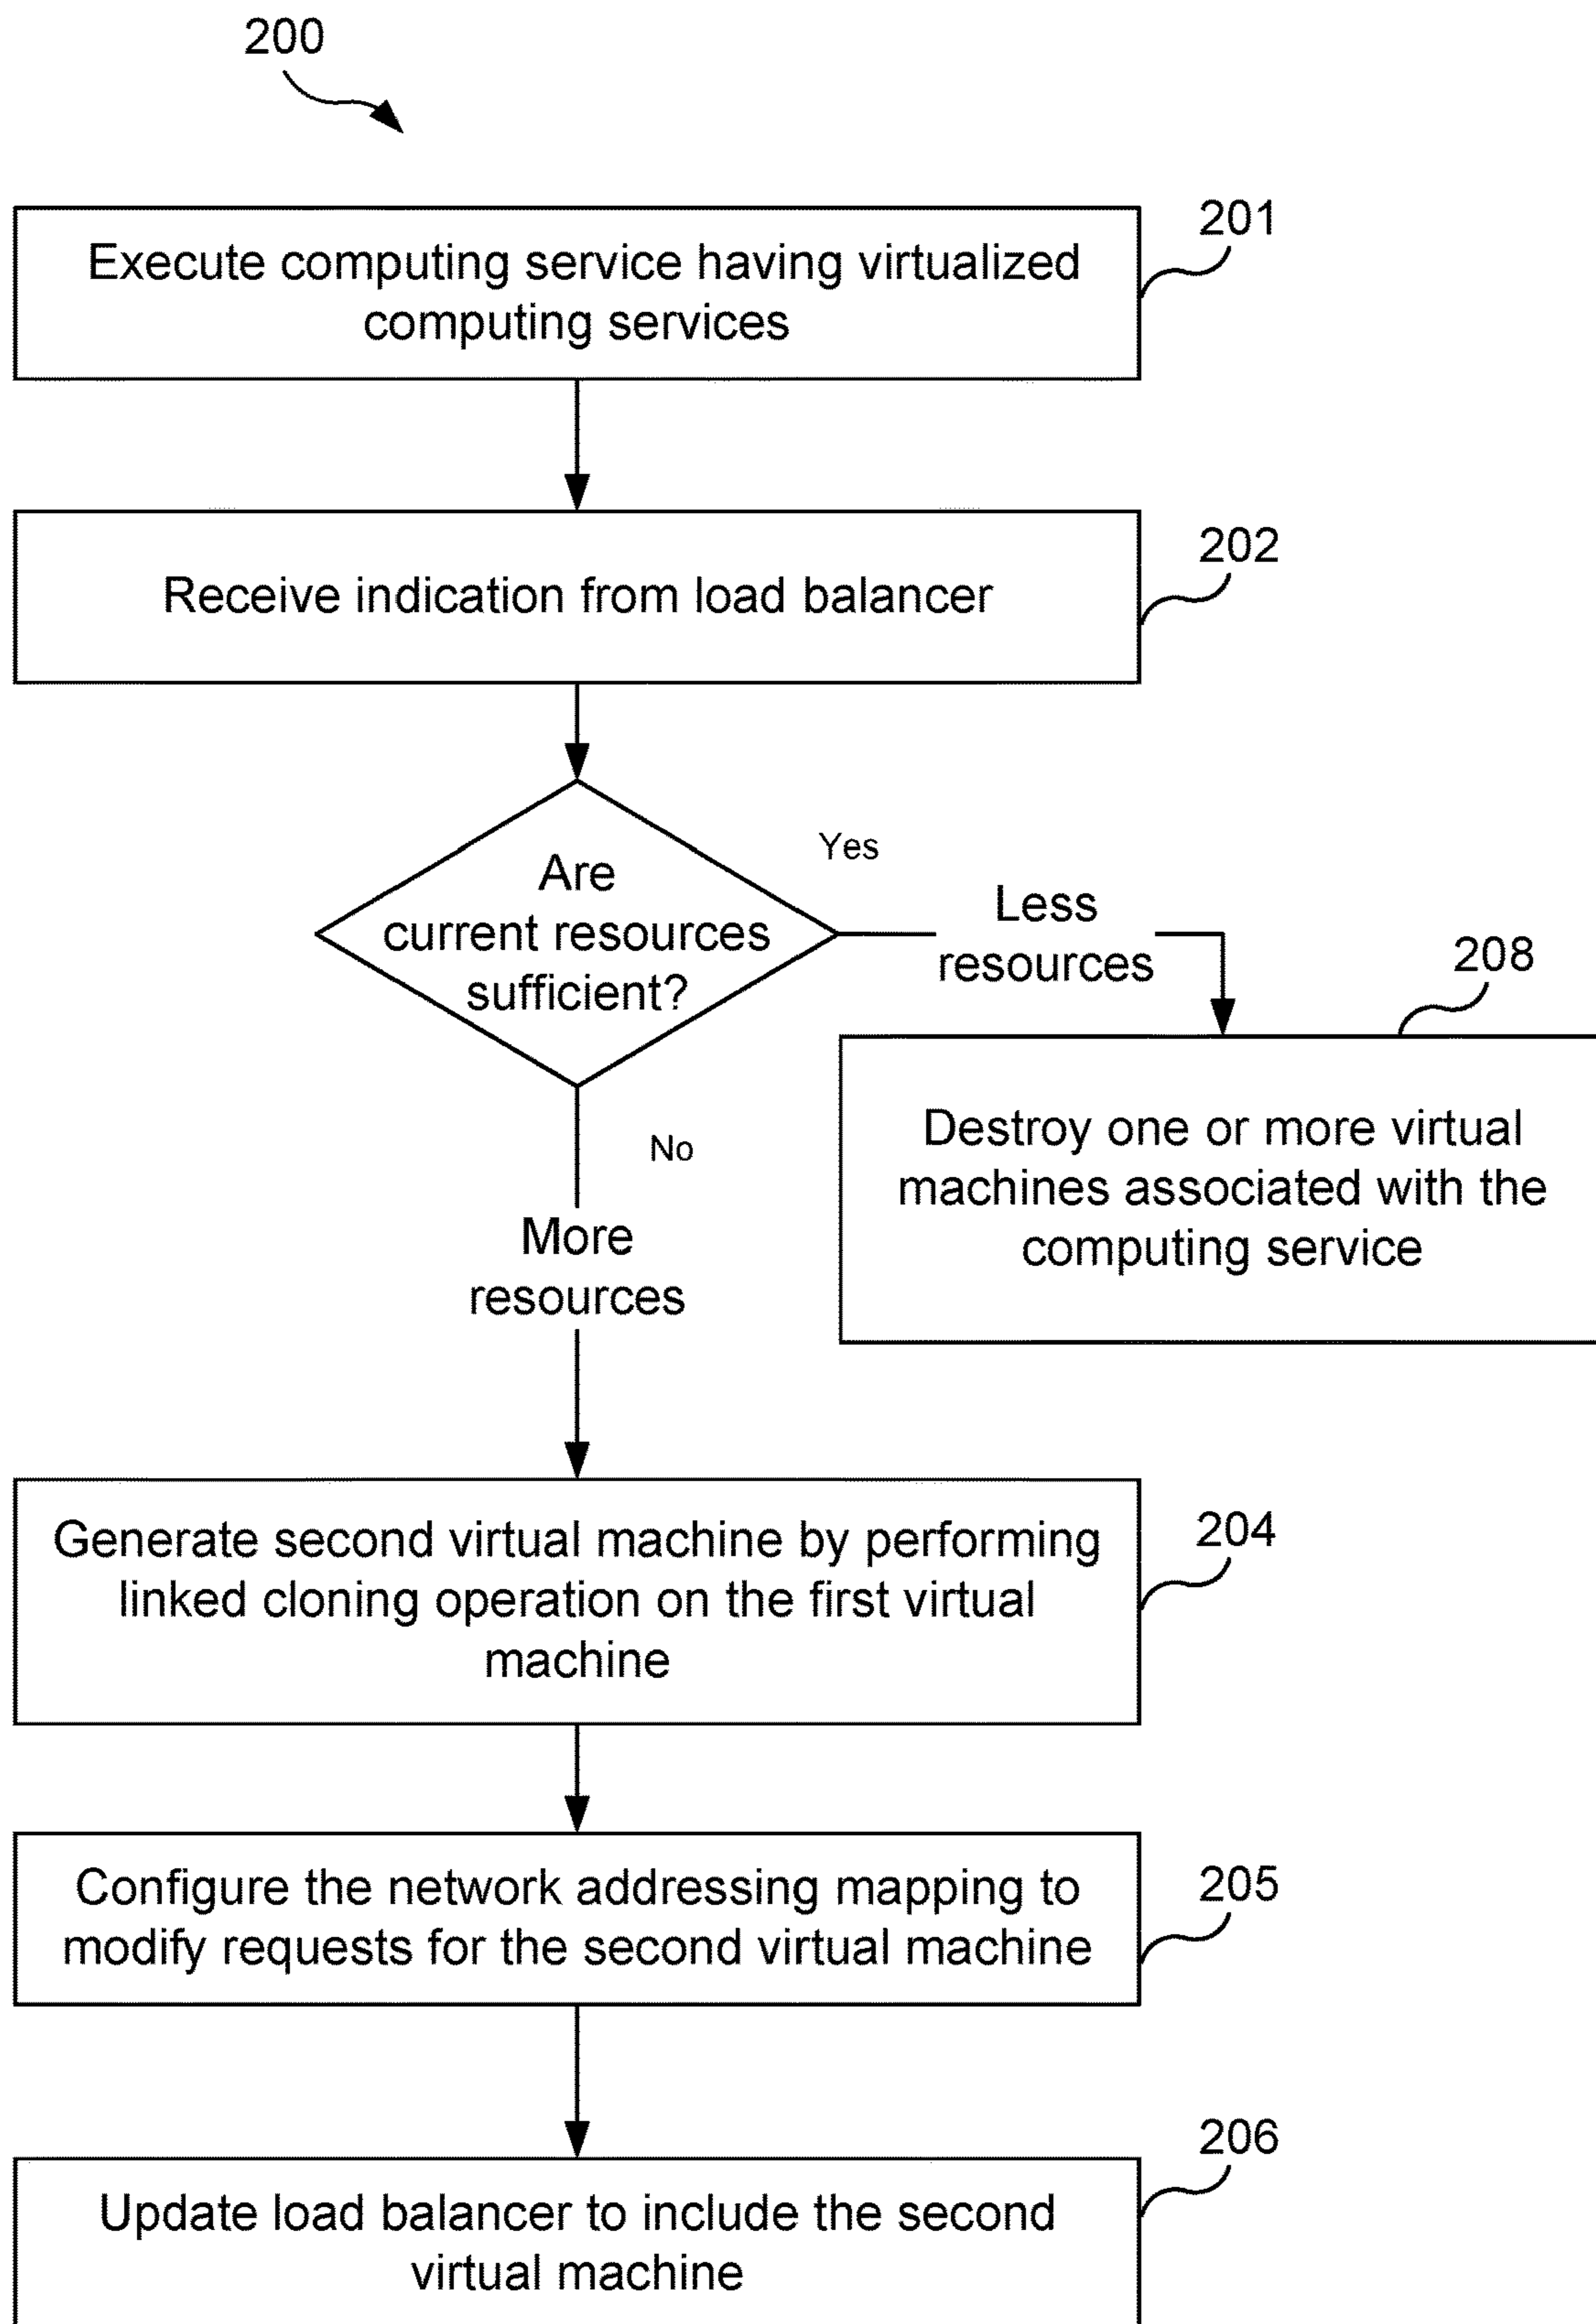 200
201
Execute computing service having virtualized
computing services
202
Receive indication from load balancer
Are
current resources
sufficient?
Yes
Less
resources
208
Destroy one or more virtual
machines associated with the
computing service
No
More
resources
204
Generate second virtual machine by performing
linked cloning operation on the first virtual
machine
205
Configure the network addressing mapping to
modify requests for the second virtual machine
206
Update load balancer to include the second
virtual machine